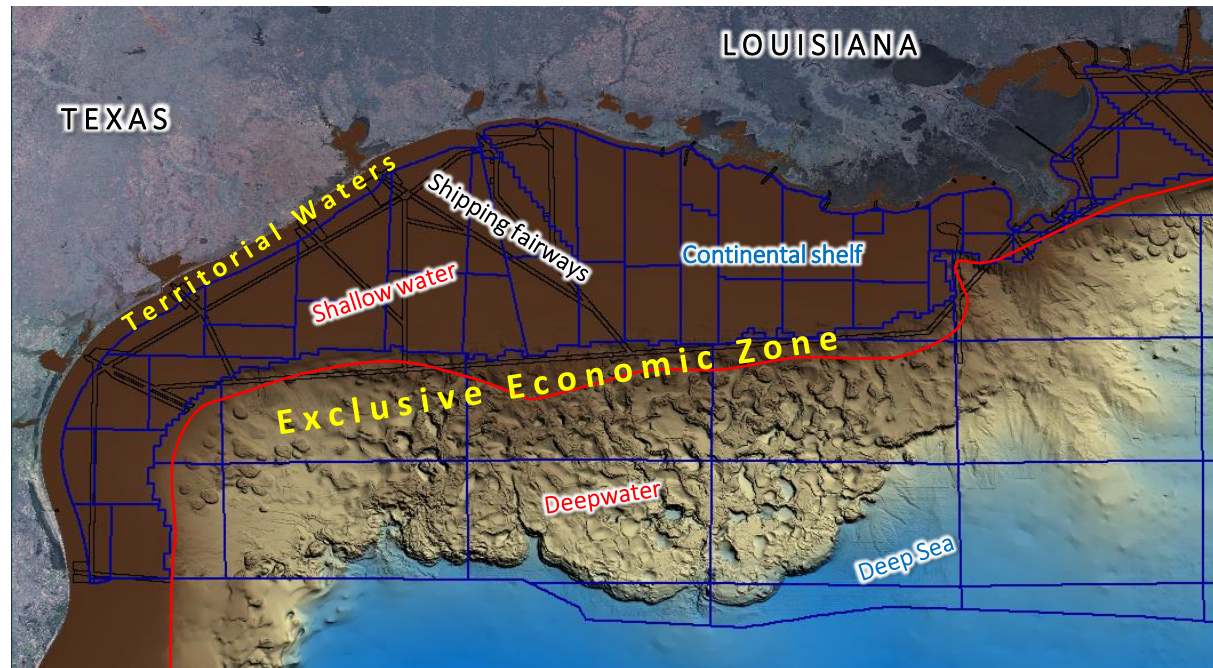 LOUISIANA
TEXAS
Territorial Waters
Shipping fairways
Continental shelf
Shallow water
Exclusive Economic Zone
Deepwater
Deep Sea